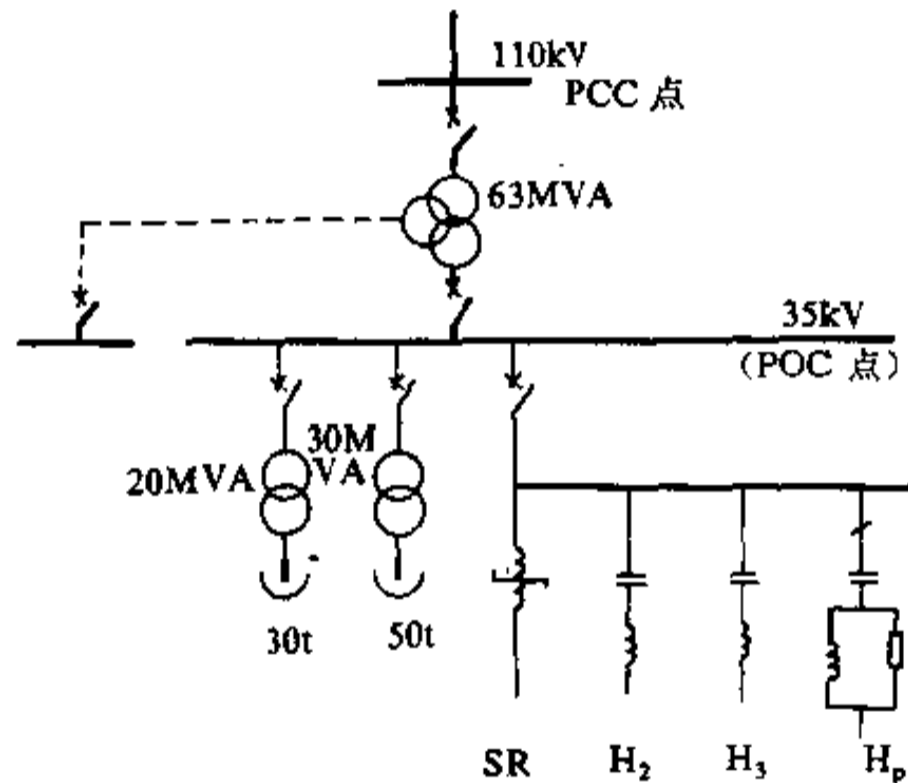 110kV
PCC 点
63MVA
35kV
(POC 点)
20MVA
30M
VA
30t
50t
SR
H₂
H₃
Hp